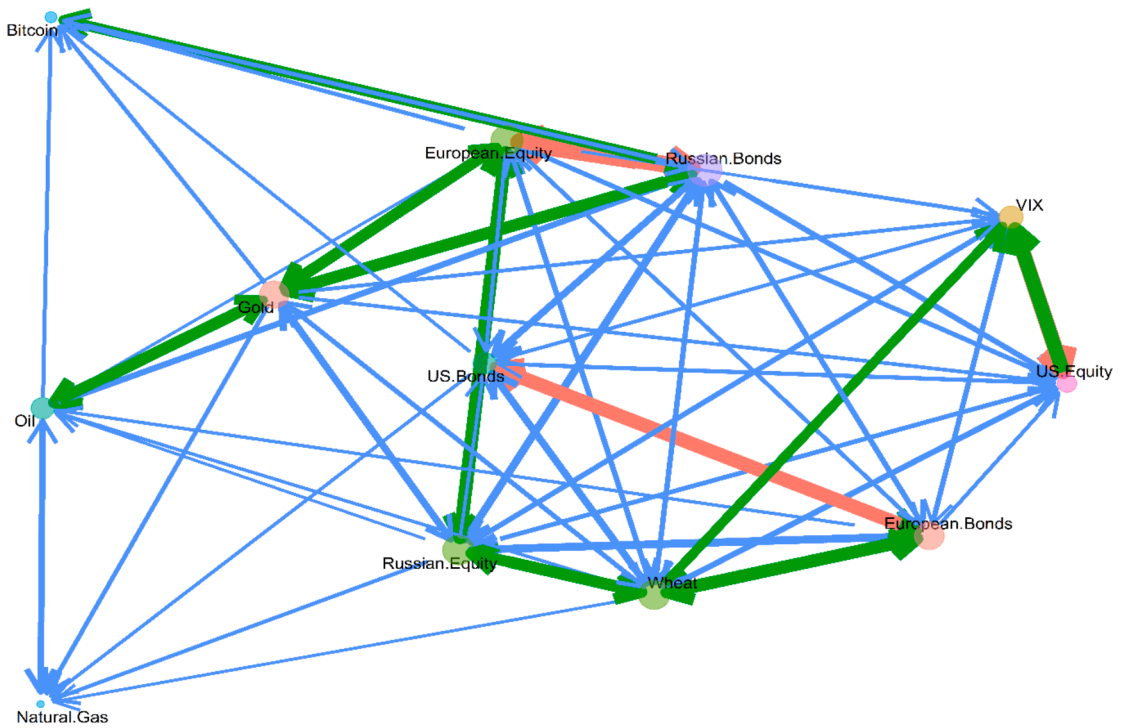 Bitcoin
European.Equity
Russian.Bonds
VIX
Gold
US.Bonds
US.Equity
Oil
European.Bonds
Russian.Equity
Wheat
Natural.Gas